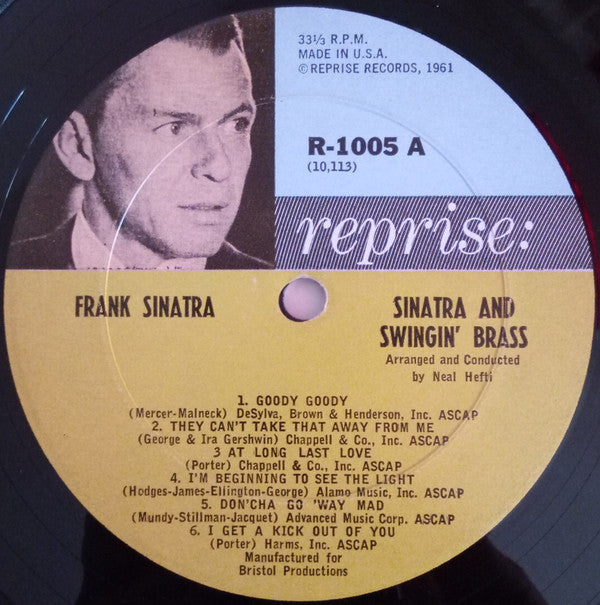 33⅓ R.P.M.
MADE IN U.S.A.
©REPRISE RECORDS, 1961
R-1005 A
(10,113)
reprise:
FRANK SINATRA
SINATRA AND
SWINGIN' BRASS
Arranged and Conducted
by Neal Hefti
1. GOODY GOODY
(Mercer-Malneck) DeSylva, Brown & Henderson, Inc. ASCAP
2. THEY CAN'T TAKE THAT AWAY FROM ME
(George & Ira Gershwin) Chappell & Co., Inc. ASCAP
3 AT LONG LAST LOVE
(Porter) Chappell & Co., Inc. ASCAP
4. I'M BEGINNING TO SEE THE LIGHT
(Hodges-James-Ellington-George) Alamo Music, Inc. ASCAP
5. DON'CHA GO 'WAY MAD
(Mundy-Stillman-Jacquet) Advanced Music Corp. ASCAP
6. I GET A KICK OUT OF YOU
(Porter) Harms, Inc. ASCAP
Manufactured for
Bristol Productions